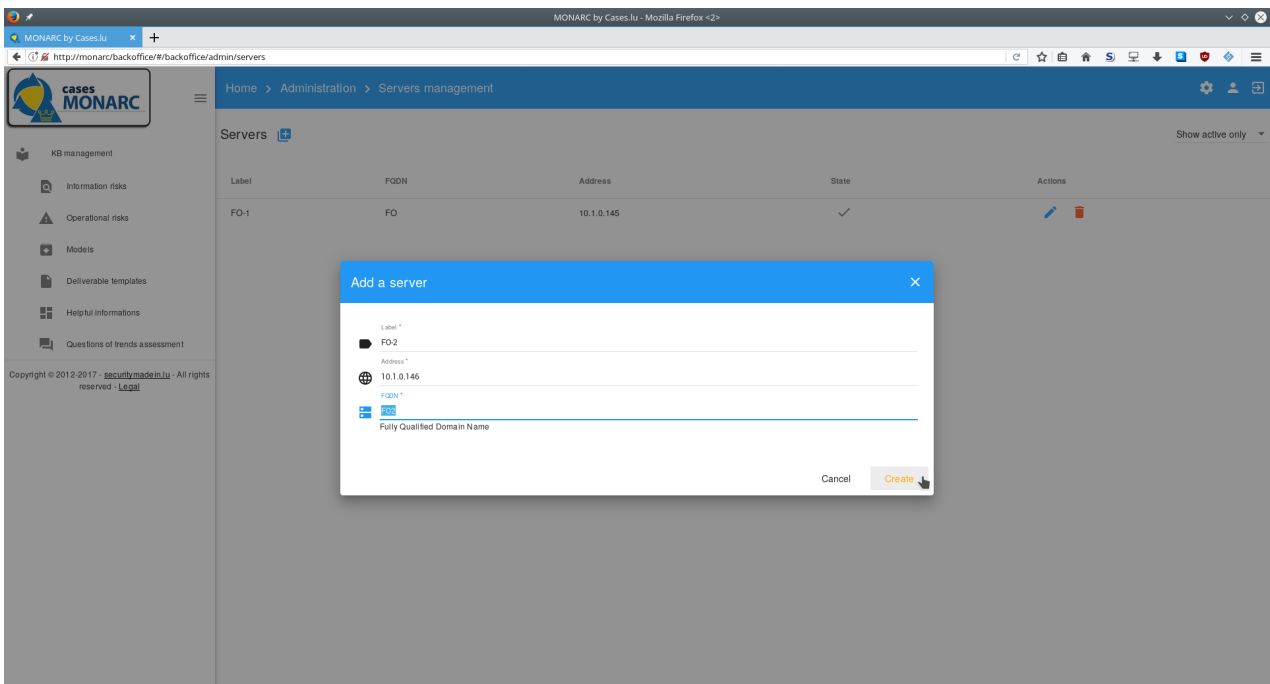 MONARC by Cases.lu - Mozilla Firefox <2>
MONARC by Cases.lu
http://monarc/backoffice/#/backoffice/admin/servers
cases
MONARC
Home > Administration > Servers management
Servers
Show active only
KB management
Information risks
Operational risks
Models
Deliverable templates
Helpful informations
Questions of trends assessment
Copyright © 2012-2017 - securitymadein.lu - All rights
reserved - Legal
Label FQDN Address State Actions
FO-1 FO 10.1.0.145
Add a server
Label *
FO-2
Address *
10.1.0.146
FQDN *
FO2
Fully Qualified Domain Name
Cancel Create